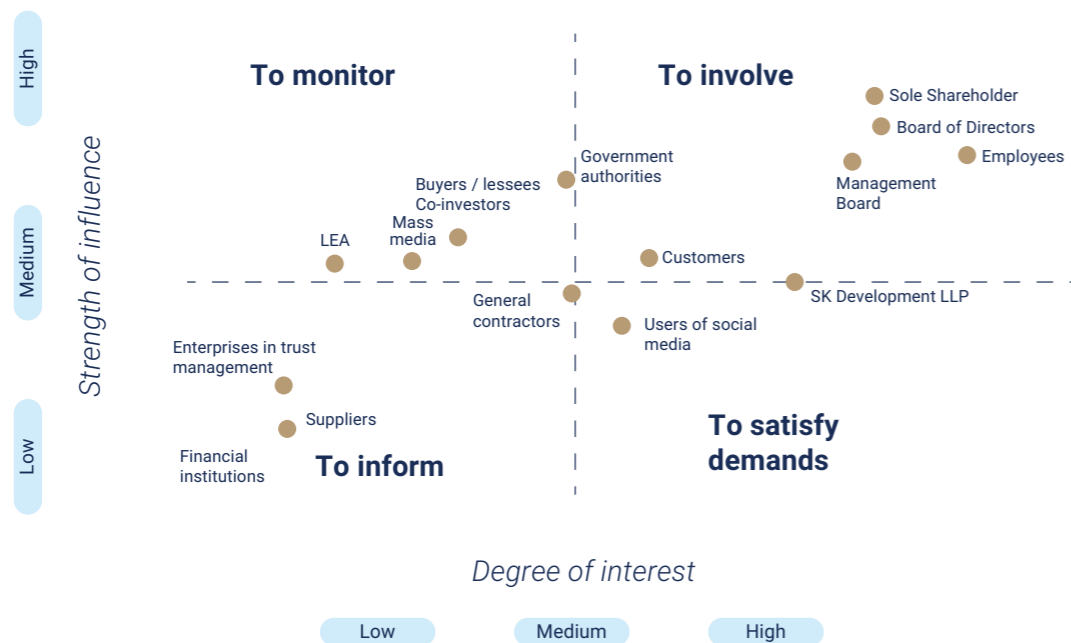 High
Medium
Low
Strength of influence
To monitor
To involve
Sole Shareholder
Board of Directors
Employees
Management
Board
Government
authorities
Buyers / lessees
Co-investors
Mass
media
LEA
Customers
SK Development LLP
General
contractors
Users of social
media
Enterprises in trust
management
Suppliers
Financial
institutions
To inform
To satisfy
demands
Degree of interest
Low
Medium
High